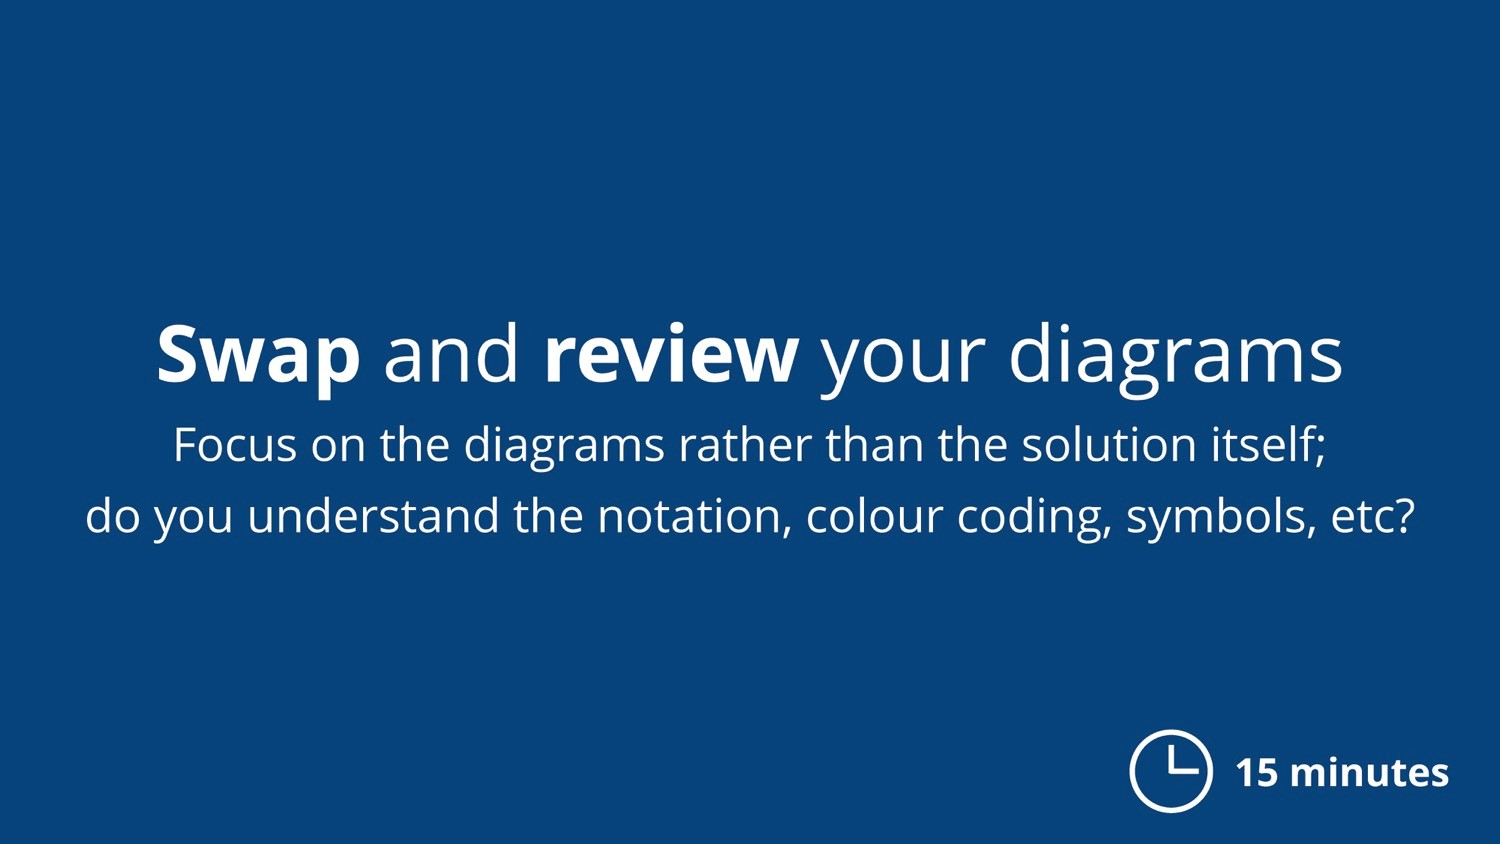 Swap and review your diagrams
Focus on the diagrams rather than the solution itself;
do you understand the notation, colour coding, symbols, etc?
15 minutes